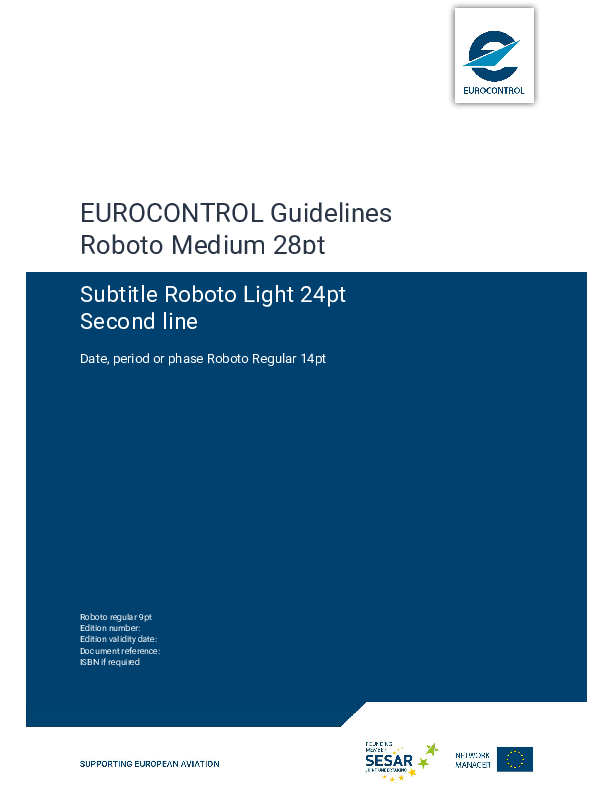 EUROCONTROL
EUROCONTROL Guidelines
Roboto Medium 28pt
Subtitle Roboto Light 24pt
Second line
Date, period or phase Roboto Regular 14pt
Roboto regular 9pt
Edition number:
Edition validity date:
Document reference:
ISBN if required
SUPPORTING EUROPEAN AVIATION
FOUNDING
MEMBER
SESAR
JOINT UNDERTAKING
NETWORK
MANAGER